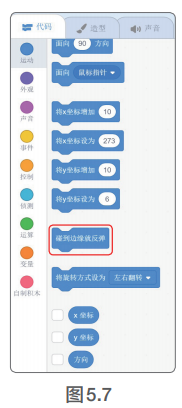 代码 造型 声音
运动
外观
声音
事件
控制
侦测
运算
变量
自制积木
面向 90 方向
面向 鼠标指针
将x坐标增加 10
将x坐标设为 273
将y坐标增加 10
将y坐标设为 6
碰到边缘就反弹
将旋转方式设为 左右翻转
x 坐标
y 坐标
方向
图5.7